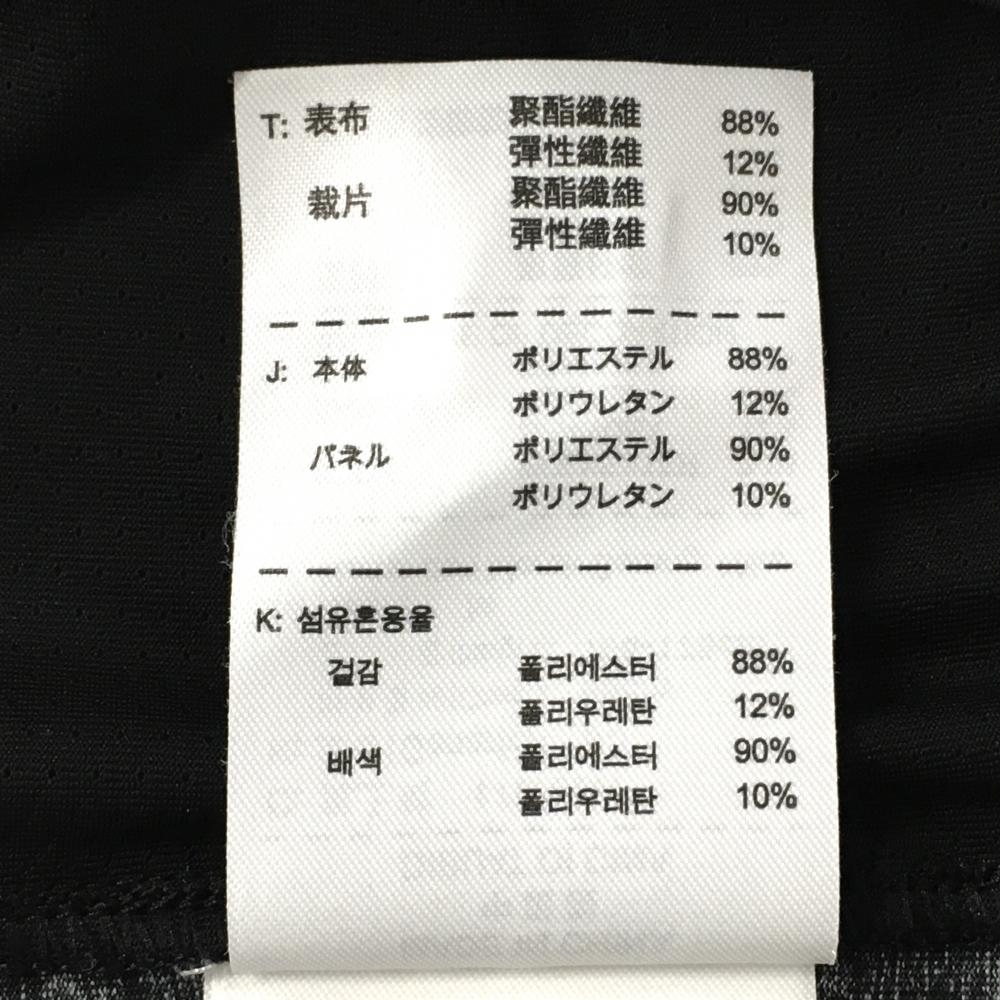 T: 表布 聚酯纖維 88%
彈性纖維 12%
裁片 聚酯纖維 90%
彈性纖維 10%
J: 本体 ポリエステル 88%
ポリウレタン 12%
パネル ポリエステル 90%
ポリウレタン 10%
K: 섬유혼용율
겉감 폴리에스터 88%
폴리우레탄 12%
배색 폴리에스터 90%
폴리우레탄 10%